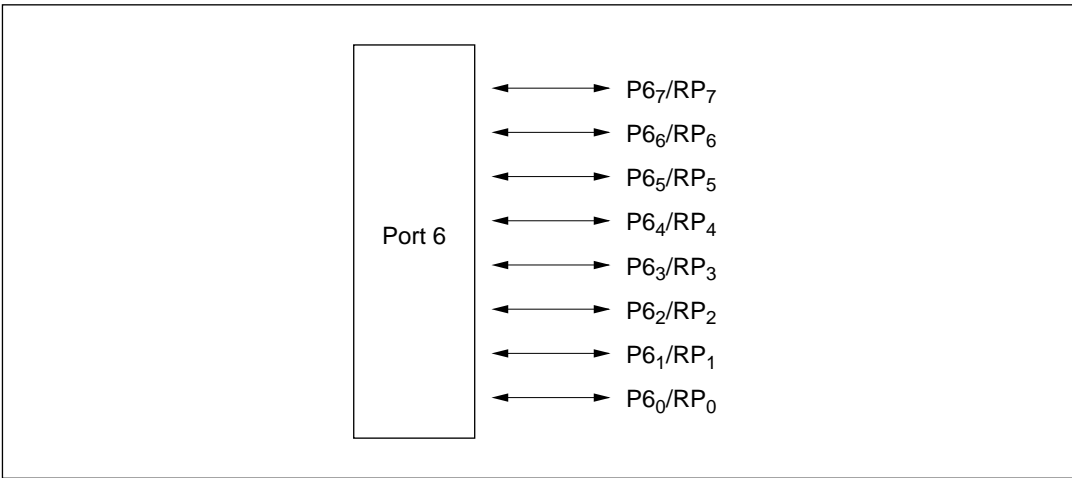 P6₇/RP₇
P6₆/RP₆
P6₅/RP₅
P6₄/RP₄
Port 6
P6₃/RP₃
P6₂/RP₂
P6₁/RP₁
P6₀/RP₀